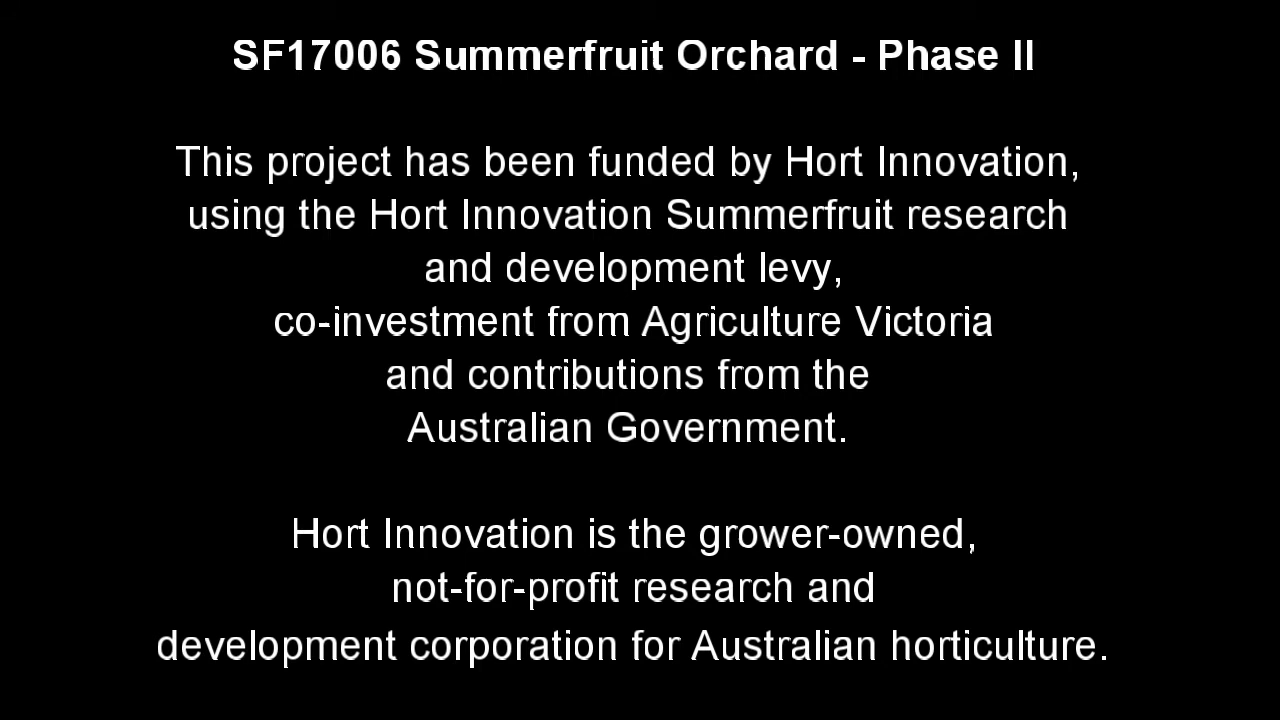 SF17006 Summerfruit Orchard - Phase II
This project has been funded by Hort Innovation,
using the Hort Innovation Summerfruit research
and development levy,
co-investment from Agriculture Victoria
and contributions from the
Australian Government.
Hort Innovation is the grower-owned,
not-for-profit research and
development corporation for Australian horticulture.